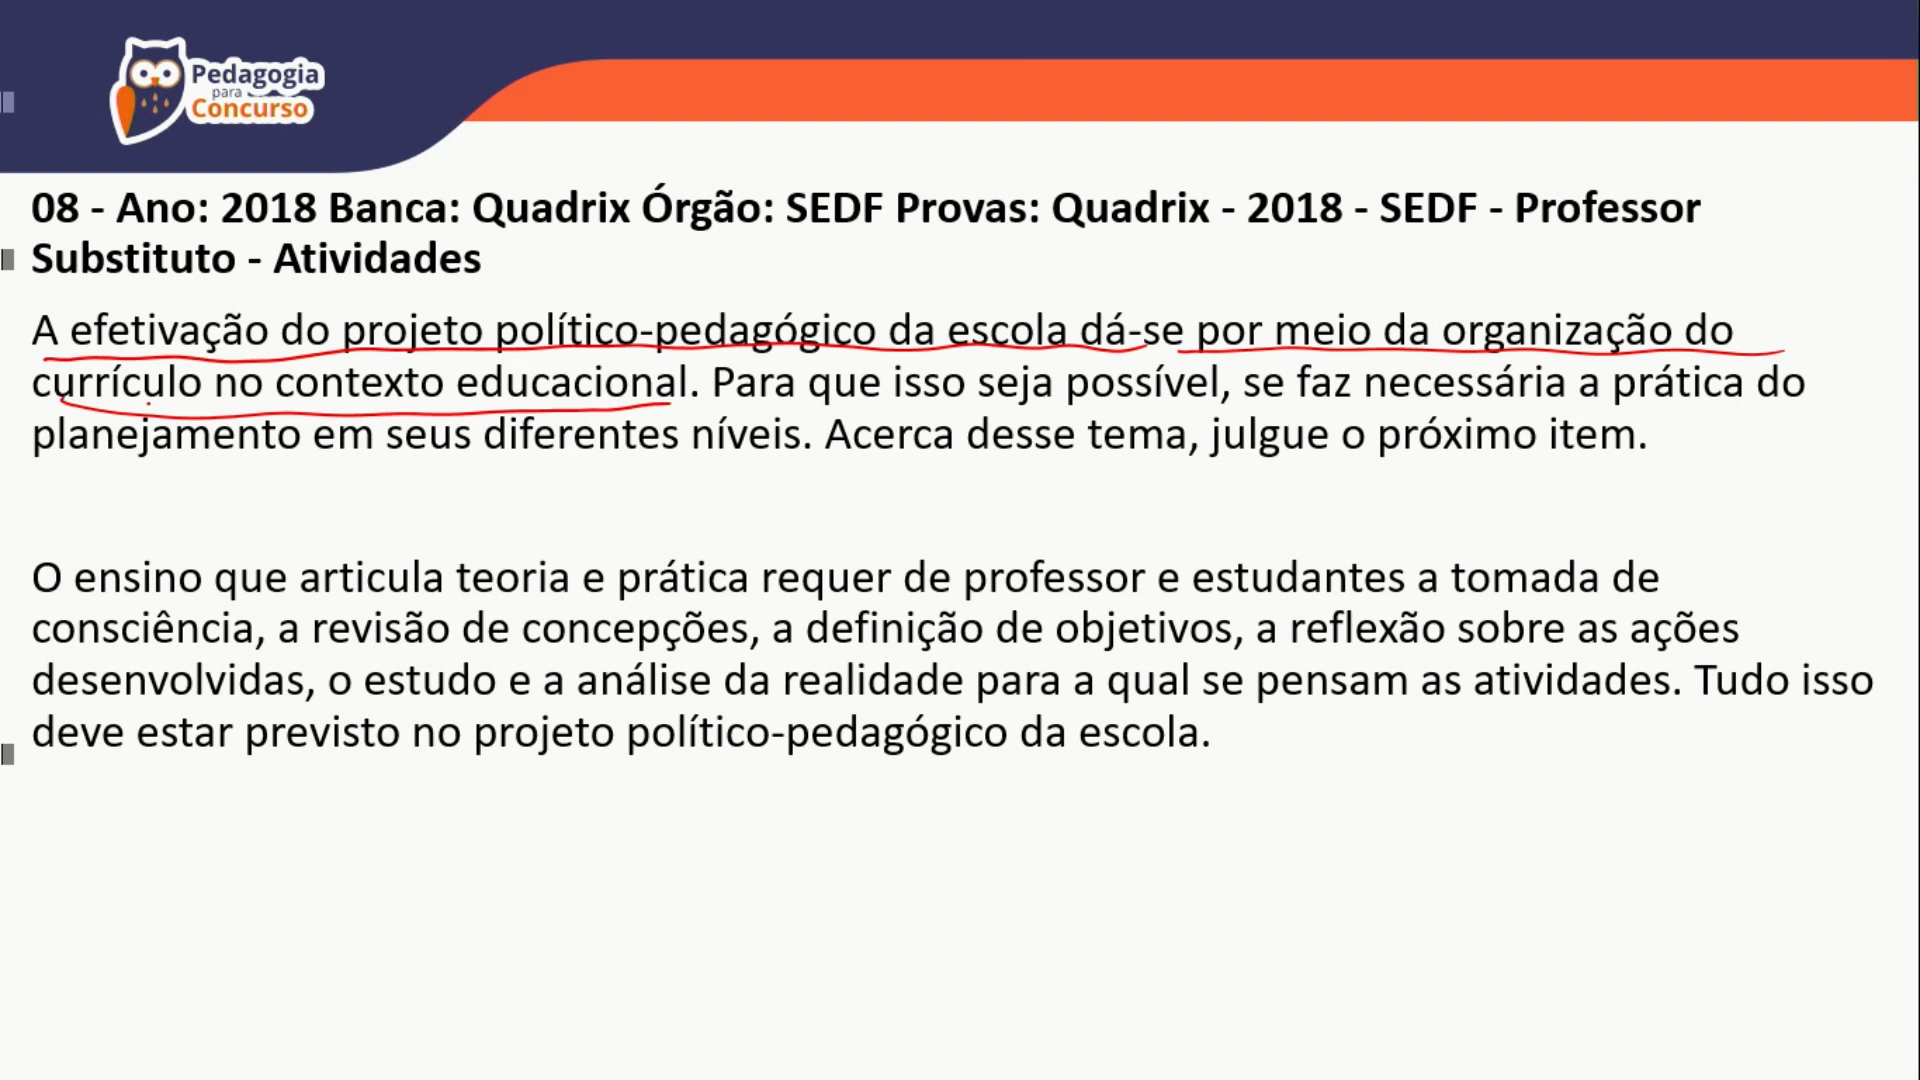 Pedagogia
para
Concurso
08 - Ano: 2018 Banca: Quadrix Órgão: SEDF Provas: Quadrix - 2018 - SEDF - Professor
Substituto - Atividades
A efetivação do projeto político-pedagógico da escola dá-se por meio da organização do
currículo no contexto educacional. Para que isso seja possível, se faz necessária a prática do
planejamento em seus diferentes níveis. Acerca desse tema, julgue o próximo item.
O ensino que articula teoria e prática requer de professor e estudantes a tomada de
consciência, a revisão de concepções, a definição de objetivos, a reflexão sobre as ações
desenvolvidas, o estudo e a análise da realidade para a qual se pensam as atividades. Tudo isso
deve estar previsto no projeto político-pedagógico da escola.